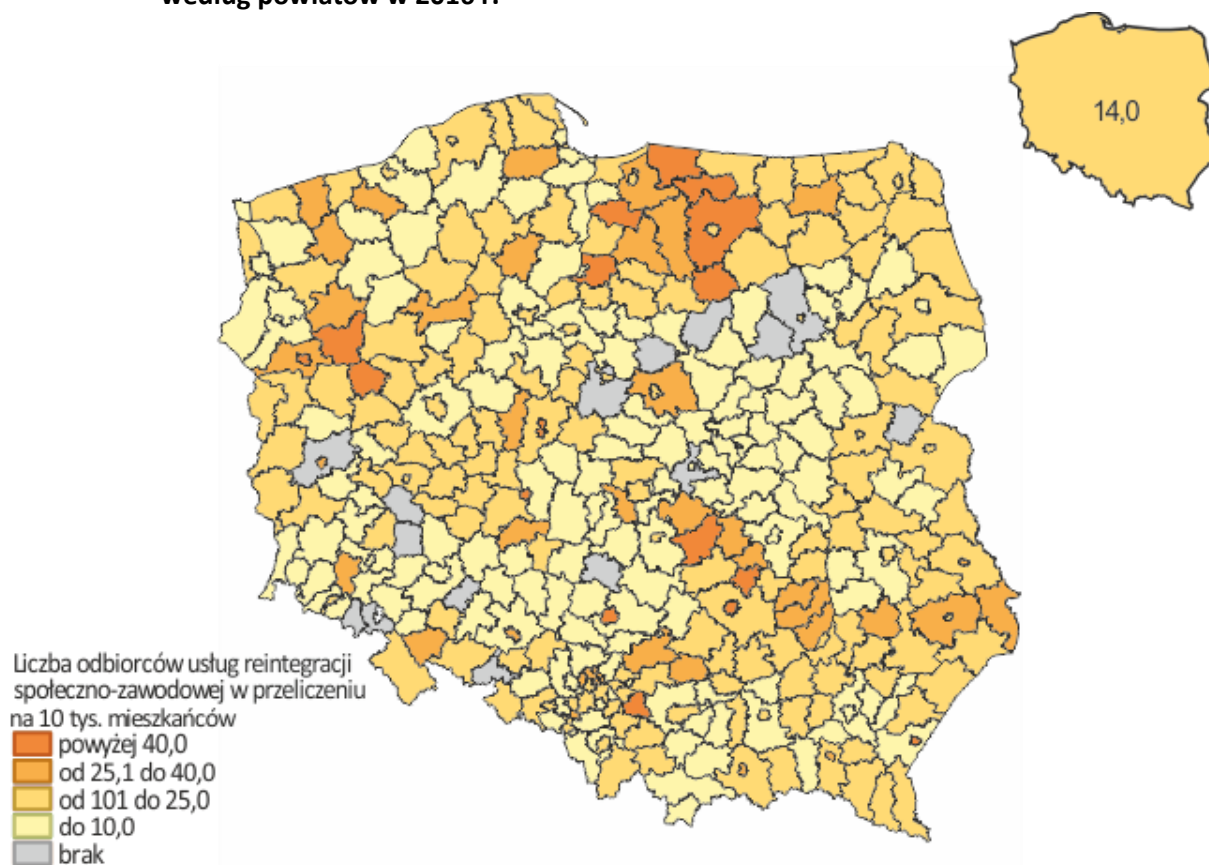 według powiatów w 2016 r.
14,0
Liczba odbiorców usług reintegracji
społeczno-zawodowej w przeliczeniu
na 10 tys. mieszkańców
powyżej 40,0
od 25,1 do 40,0
od 101 do 25,0
do 10,0
brak